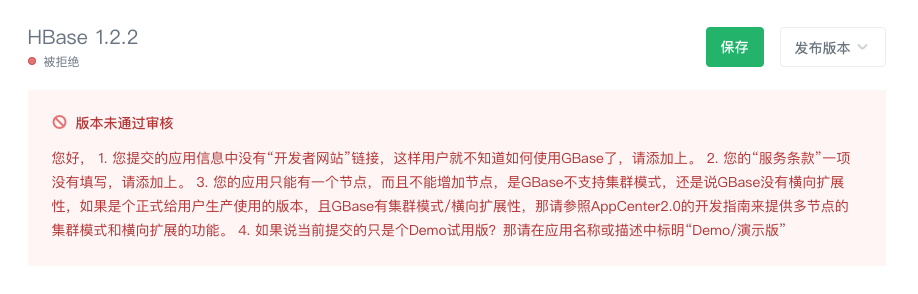 HBase 1.2.2
被拒绝
保存
发布版本
版本未通过审核
您好， 1. 您提交的应用信息中没有“开发者网站”链接，这样用户就不知道如何使用GBase了，请添加上。 2. 您的“服务条款”一项
没有填写，请添加上。 3. 您的应用只能有一个节点，而且不能增加节点，是GBase不支持集群模式，还是说GBase没有横向扩展
性，如果是个正式给用户生产使用的版本，且GBase有集群模式/横向扩展性，那请参照AppCenter2.0的开发指南来提供多节点的
集群模式和横向扩展的功能。 4. 如果说当前提交的只是个Demo试用版？那请在应用名称或描述中标明“Demo/演示版”